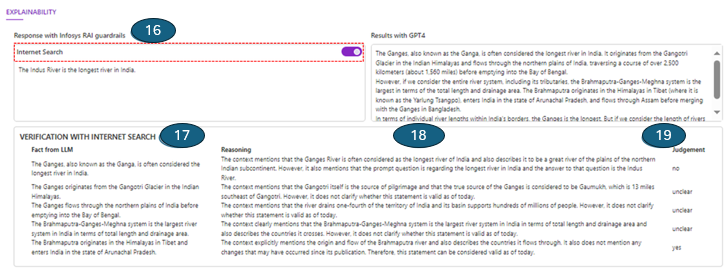 EXPLAINABILITY
Response with Infosys RAI guardrails
16
Internet Search
The Indus River is the longest river in India.
Results with GPT4
The Ganges, also known as the Ganga, is often considered the longest river in India. It originates from the Gangotri
Glacier in the Indian Himalayas and flows through the northern plains of India, traversing a course of over 2,500
kilometers (about 1,560 miles) before emptying into the Bay of Bengal.
However, if we consider the entire river system, including its tributaries, the Brahmaputra-Ganges-Meghna system is the
largest in terms of the total length and drainage area. The Brahmaputra originates in the Himalayas in Tibet (where it is
known as the Yarlung Tsangpo), enters India in the state of Arunachal Pradesh, and flows through Assam before merging
with the Ganges in Bangladesh.
In terms of individual river lengths within India's borders, the Ganges is the longest. But if we consider the length of rivers
VERIFICATION WITH INTERNET SEARCH
17
18
19
Fact from LLM
Reasoning
Judgement
The Ganges, also known as the Ganga, is often considered the
longest river in India.
The context mentions that the Ganges River is often considered as the longest river of India and also describes it to be a great river of the plains of the northern
Indian subcontinent. However, it also mentions that the prompt question is regarding the longest river in India and the answer to that question is the Indus
River.
no
The Ganges originates from the Gangotri Glacier in the Indian
Himalayas.
The context mentions that the Gangotri itself is the source of pilgrimage and that the true source of the Ganges is considered to be Gaumukh, which is 13 miles
southeast of Gangotri. However, it does not clarify whether this statement is valid as of today.
unclear
The Ganges flows through the northern plains of India before
emptying into the Bay of Bengal.
The context mentions that the river drains one-fourth of the territory of India and its basin supports hundreds of millions of people. However, it does not clarify
whether this statement is valid as of today.
unclear
The Brahmaputra-Ganges-Meghna system is the largest river
system in India in terms of total length and drainage area.
The context clearly mentions that the Brahmaputra-Ganges-Meghna system is the largest river system in India in terms of total length and drainage area and
also describes the countries it crosses. However, it does not clarify whether this statement is valid as of today.
unclear
The Brahmaputra originates in the Himalayas in Tibet and
enters India in the state of Arunachal Pradesh.
The context explicitly mentions the origin and flow of the Brahmaputra river and also describes the countries it flows through. It also does not mention any
changes that may have occurred since its publication. Therefore, this statement can be considered valid as of today.
yes